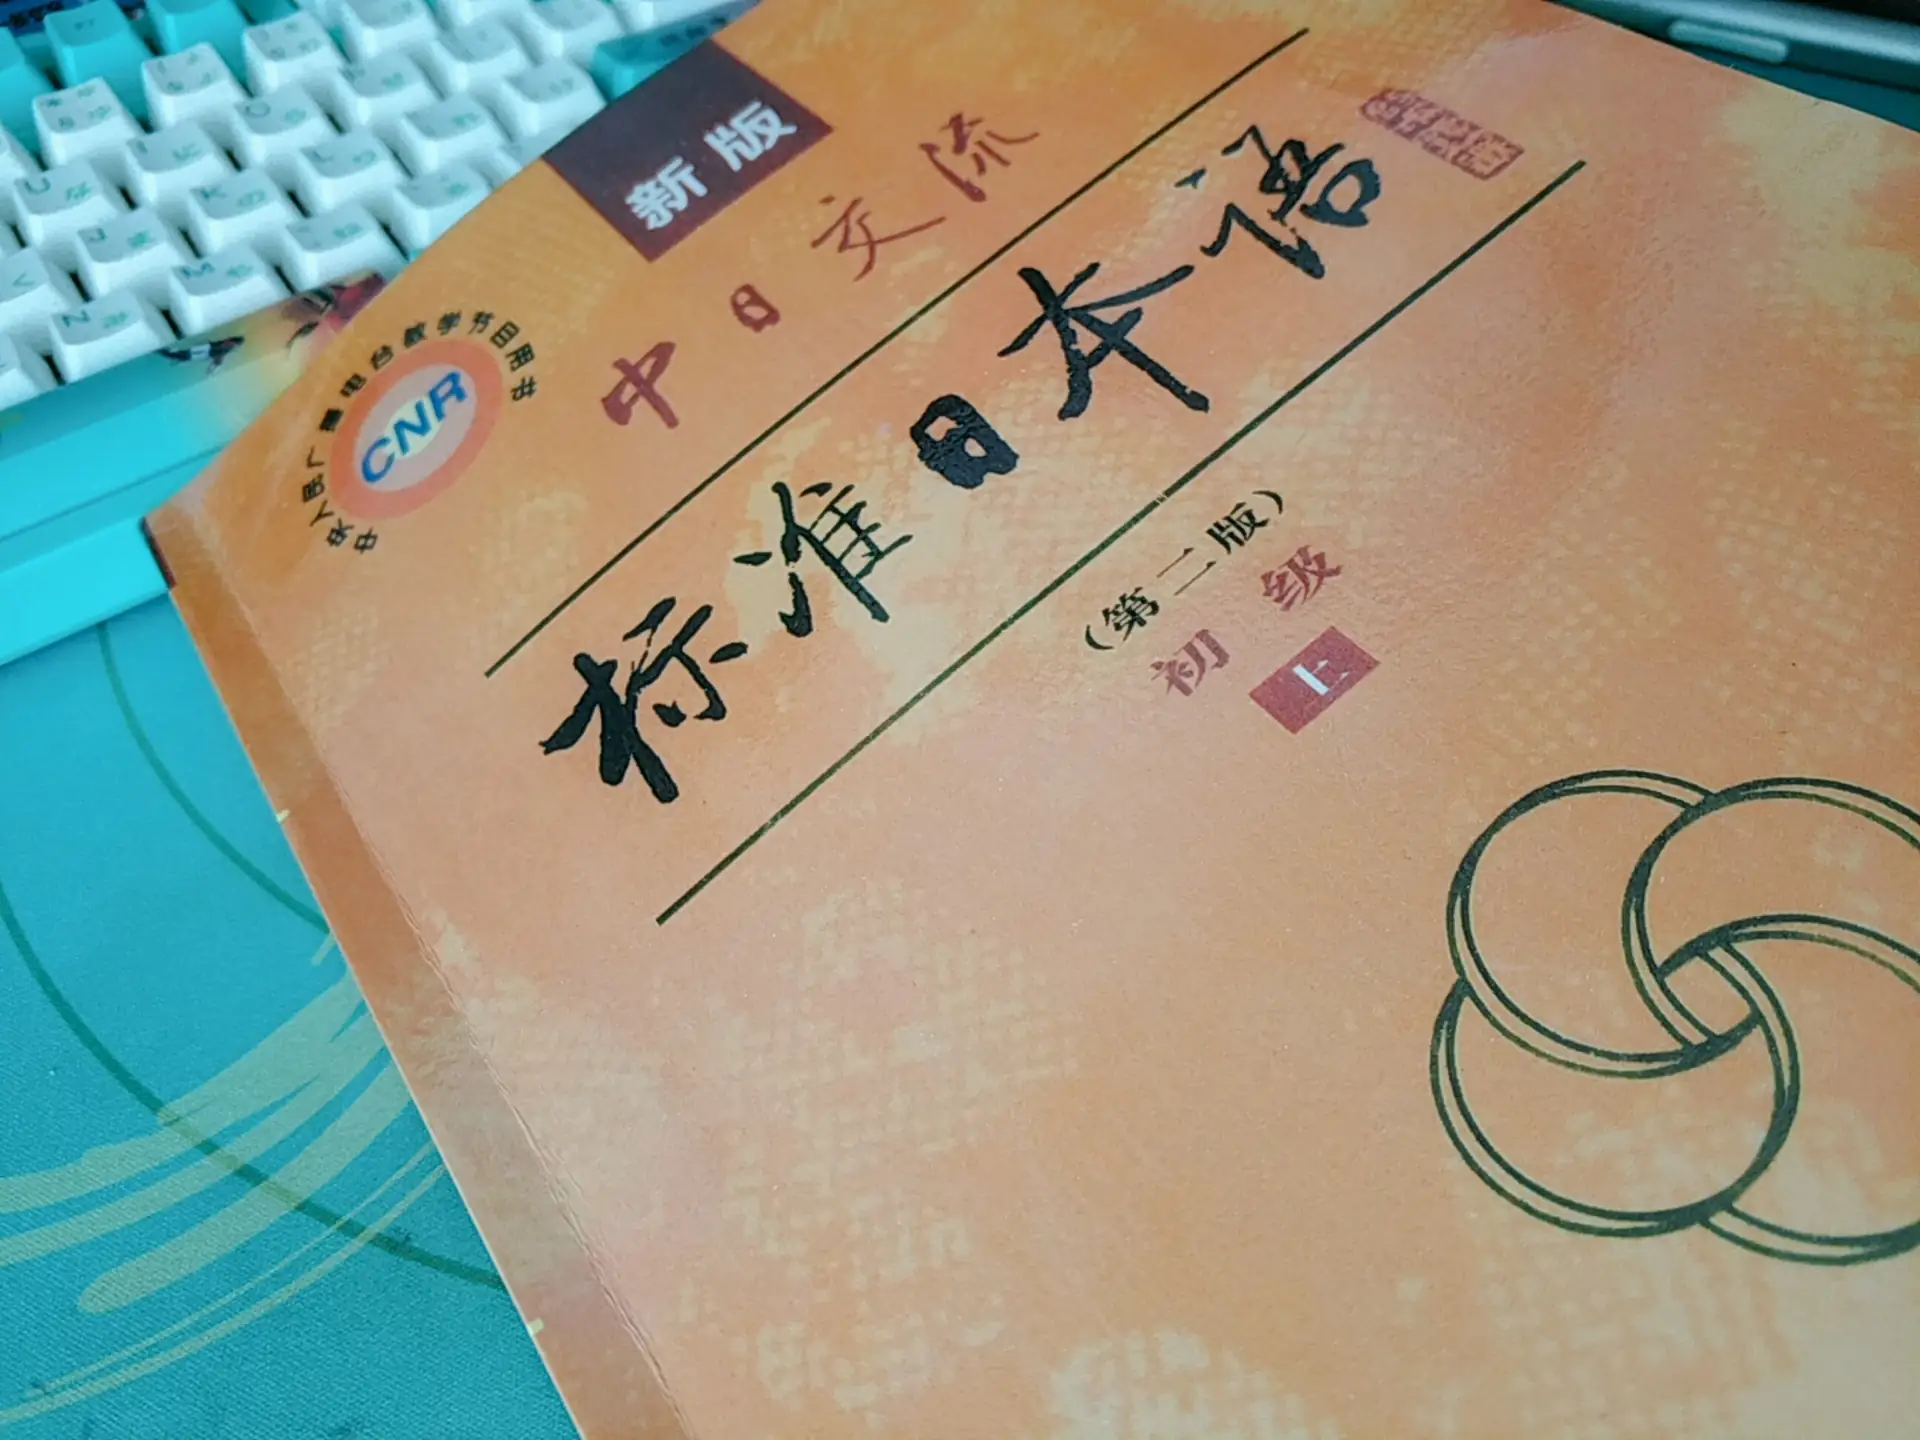 新版
中日交流
标准日本语
（第二版）
初级
上
中央人民广播电台教学节目用书
CNR